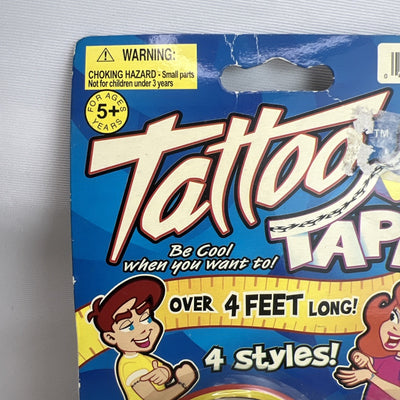 ⚠ WARNING:
CHOKING HAZARD - Small parts
Not for children under 3 years
FOR AGES
5+
YEARS
Tattoo ™
TAP
Be Cool
when you want to!
OVER 4 FEET LONG!
4 styles!